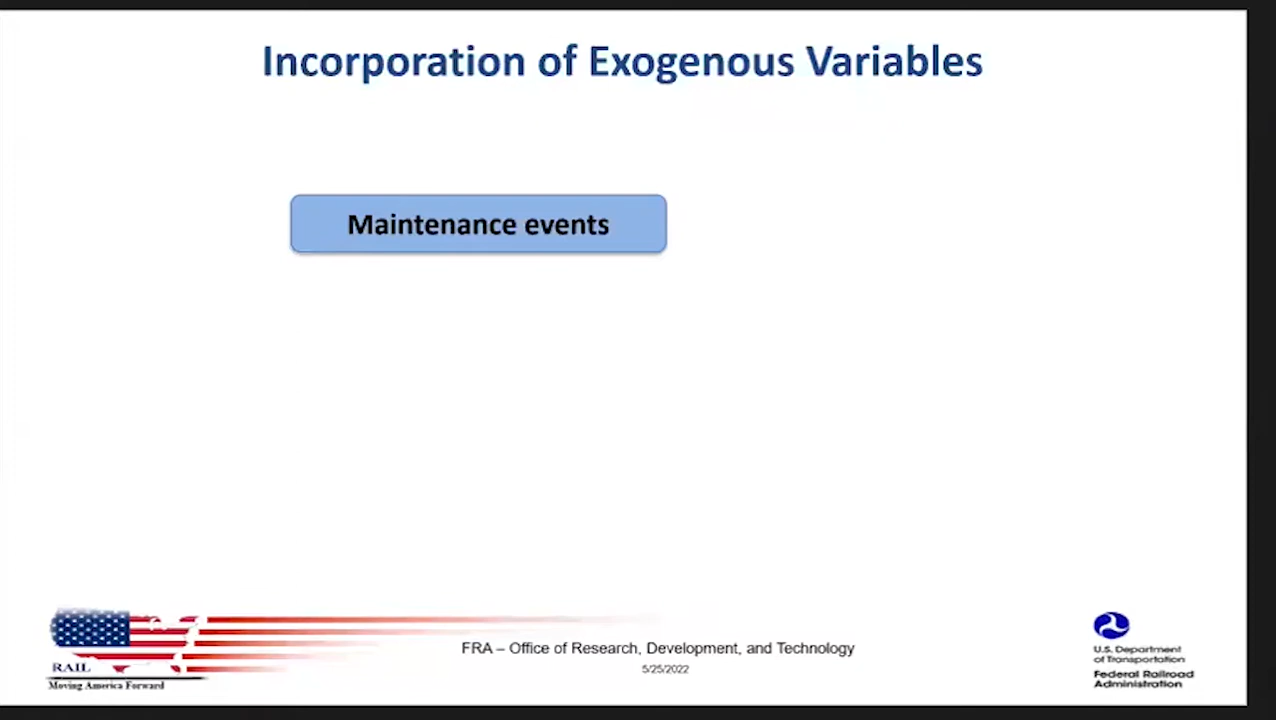 Incorporation of Exogenous Variables
Maintenance events
RAIL
Moving America Forward
FRA – Office of Research, Development, and Technology
5/25/2022
U.S. Department
of Transportation
Federal Railroad
Administration